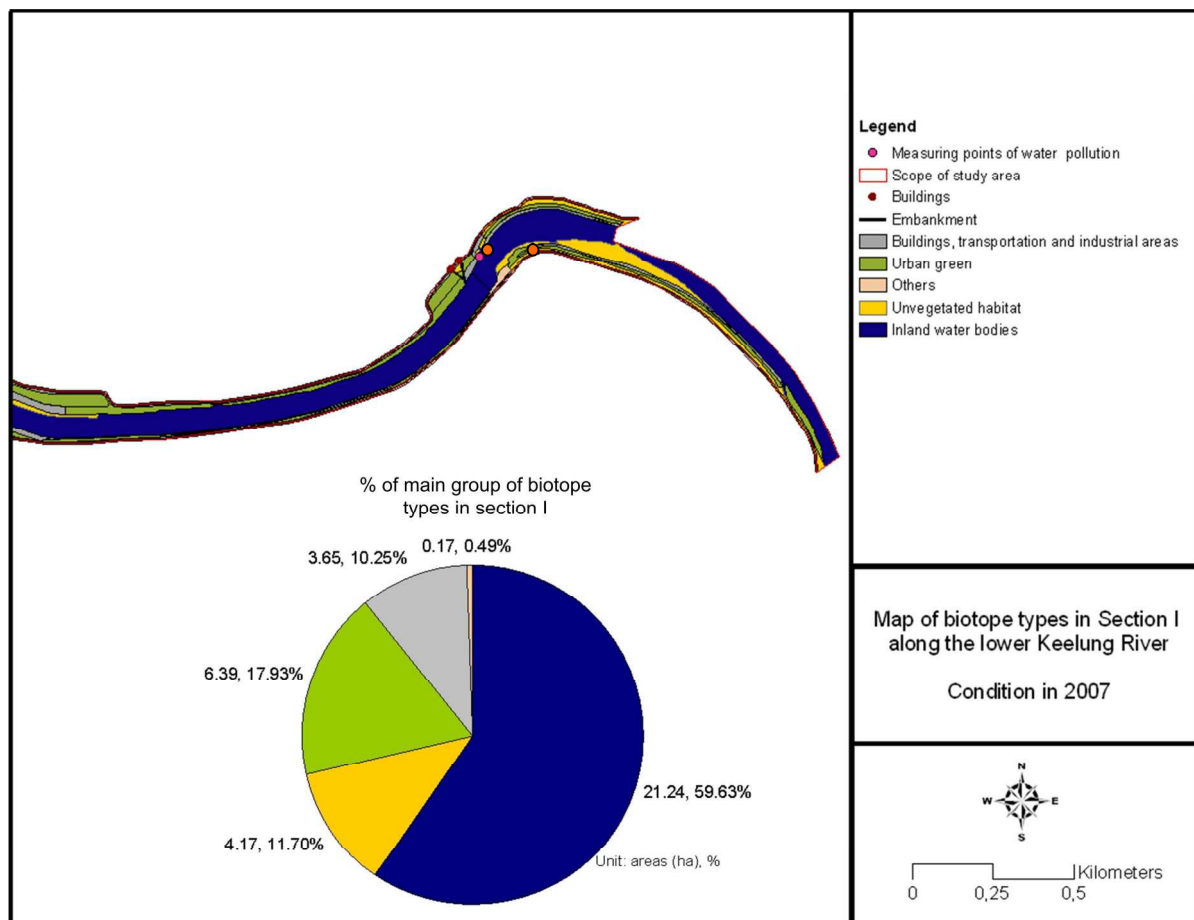 Legend
Measuring points of water pollution
Scope of study area
Buildings
Embankment
Buildings, transportation and industrial areas
Urban green
Others
Unvegetated habitat
Inland water bodies
% of main group of biotope
types in section I
3.65, 10.25%
0.17, 0.49%
6.39, 17.93%
21.24, 59.63%
4.17, 11.70%
Unit: areas (ha), %
Map of biotope types in Section I
along the lower Keelung River
Condition in 2007
N
W E
S
Kilometers
0 0,25 0,5